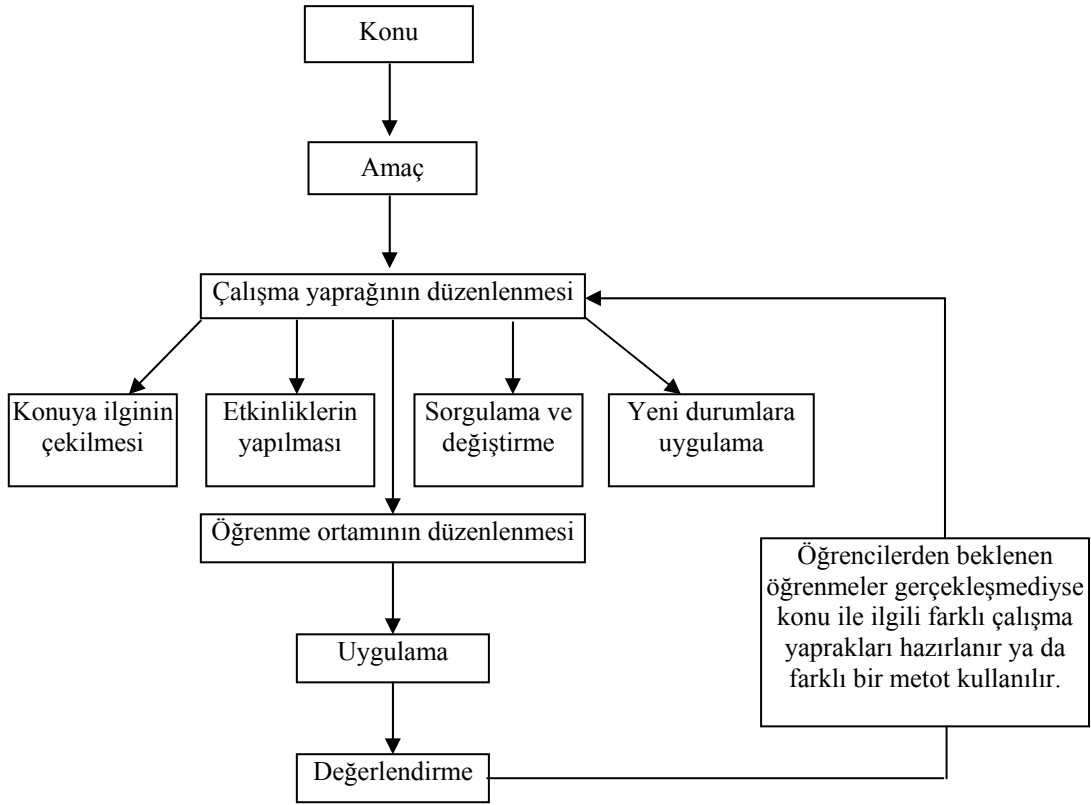 Konu
Amaç
Çalışma yaprağının düzenlenmesi
Konuya ilginin
çekilmesi
Etkinliklerin
yapılması
Sorgulama ve
değiştirme
Yeni durumlara
uygulama
Öğrenme ortamının düzenlenmesi
Öğrencilerden beklenen
öğrenmeler gerçekleşmediyse
konu ile ilgili farklı çalışma
yaprakları hazırlanır ya da
farklı bir metot kullanılır.
Uygulama
Değerlendirme